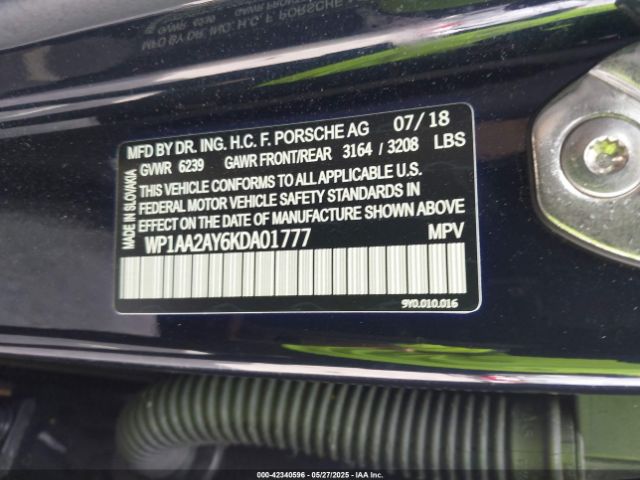 MFD BY DR. ING. H.C. F. PORSCHE AG 07/18
GVWR 6239 GAWR FRONT/REAR 3164 / 3208 LBS
THIS VEHICLE CONFORMS TO ALL APPLICABLE U.S.
FEDERAL MOTOR VEHICLE SAFETY STANDARDS IN
EFFECT ON THE DATE OF MANUFACTURE SHOWN ABOVE
WP1AA2AY6KDA01777 MPV
MADE IN SLOVAKIA
9Y0.010.016
000-42340596 | 05/27/2025 | IAA Inc.